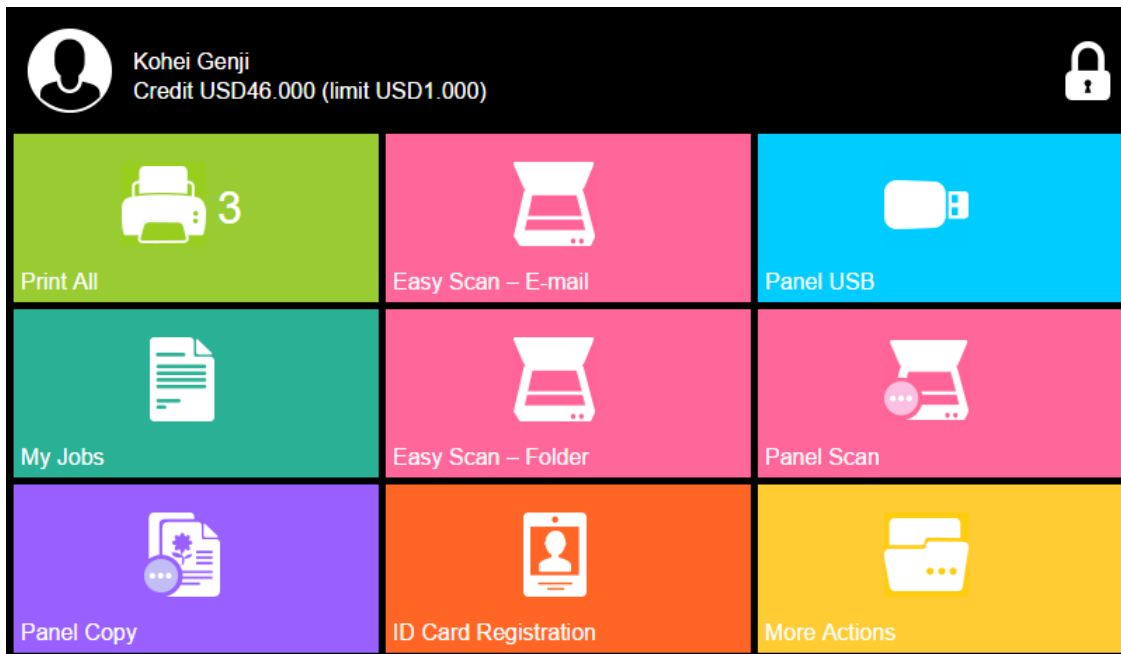 Kohei Genji
Credit USD46.000 (limit USD1.000)
3
Print All
Easy Scan – E-mail
Panel USB
My Jobs
Easy Scan – Folder
Panel Scan
Panel Copy
ID Card Registration
More Actions